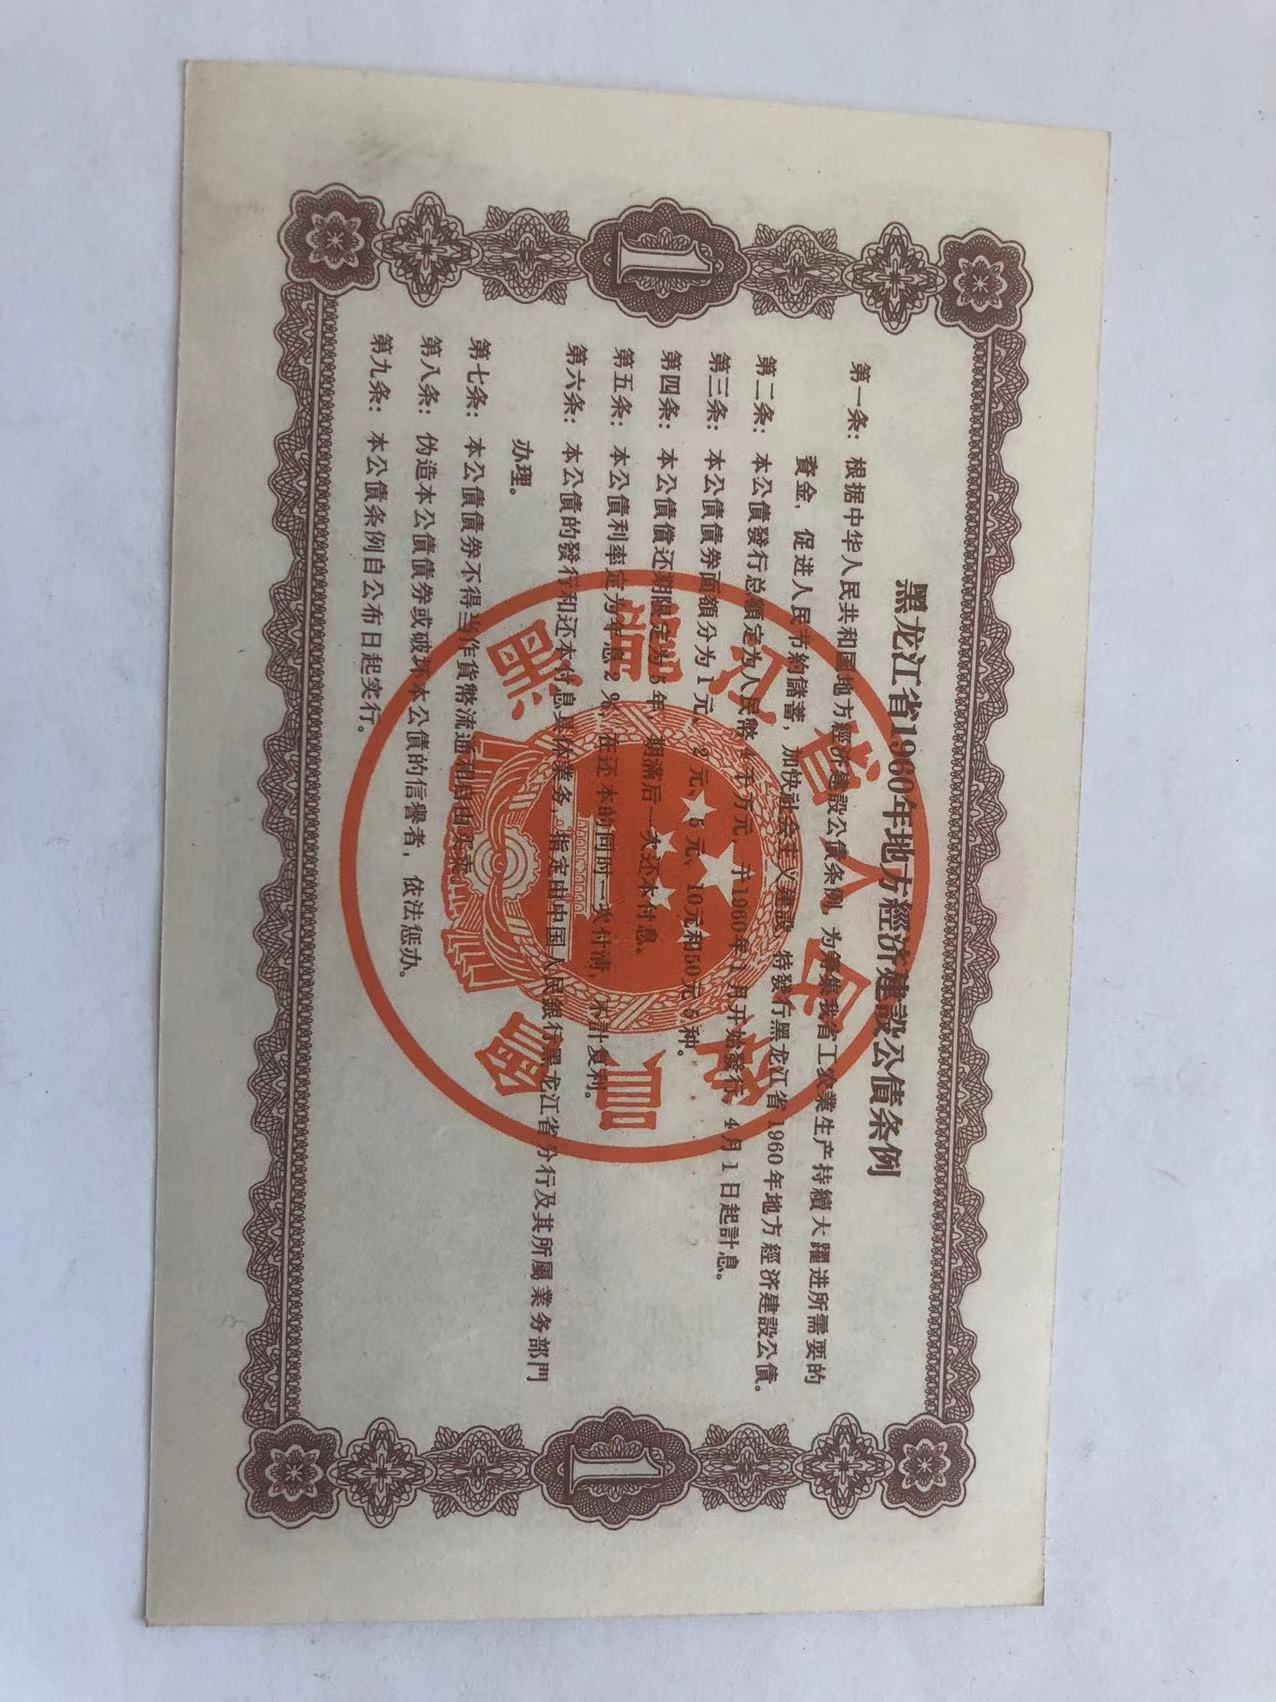 黑龙江省1960年地方經济建設公債条例
第一条：根据中华人民共和国地方經济建設公債条例，为筹集我省工农業生产持續大躍进所需要的
資金，促进人民节約儲蓄，加快社会主义建設，特發行黑龙江省1960年地方經济建設公債。
第二条：本公債發行总額定为人民幣4千万元，于1960年1月开始發行，4月1日起計息。
第三条：本公債債券面額分为1元、2元、5元、10元和50元5种。
第四条：本公債償还期限定为5年，期滿后一次还本付息。
第五条：本公債利率定为年息2％，在还本的同时一次付清，不計复利。
第六条：本公債的發行和还本付息具体業务，指定由中国人民銀行黑龙江省分行及其所屬業务部門
办理。
第七条：本公債債券不得当作貨幣流通和自由买卖。
第八条：伪造本公債債券或破坏本公債的信譽者，依法惩办。
第九条：本公債条例自公布日起实行。
1
1
黑龍江省人民委員會